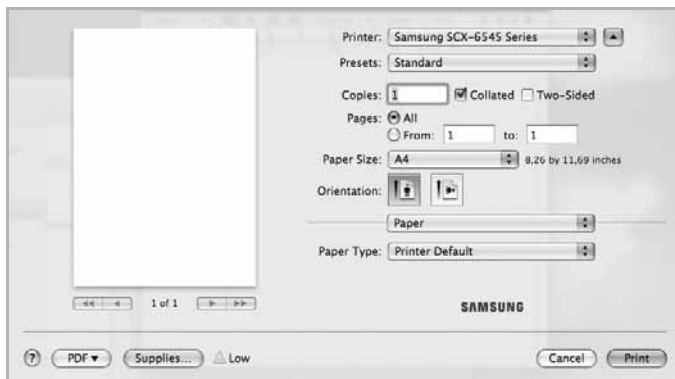 Printer: Samsung SCX-6545 Series
Presets: Standard
Copies: 1 Collated Two-Sided
Pages: All
From: 1 to: 1
Paper Size: A4 8,26 by 11,69 inches
Orientation:
Paper
Paper Type: Printer Default
1 of 1
SAMSUNG
? PDF Supplies... Low Cancel Print